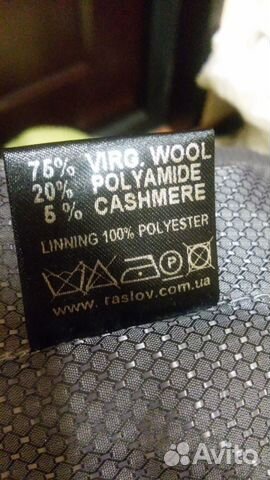 75% VIRG. WOOL
20% POLYAMIDE
5% CASHMERE
LINNING 100% POLYESTER
P
www.raslov.com.ua
Avito